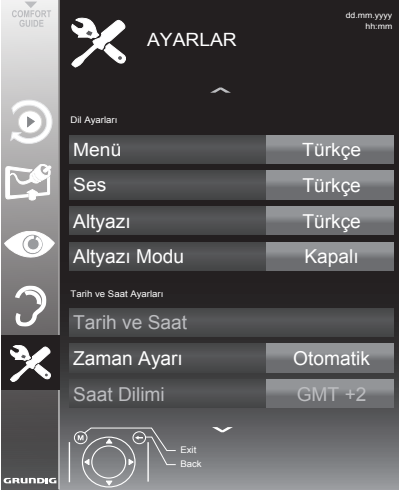 COMFORT
GUIDE
AYARLAR
dd.mm.yyyy
hh:mm
Dil Ayarları
Menü Türkçe
Ses Türkçe
Altyazı Türkçe
Altyazı Modu Kapalı
Tarih ve Saat Ayarları
Tarih ve Saat
Zaman Ayarı Otomatik
Saat Dilimi GMT +2
M
Exit
Back
GRUNDIG